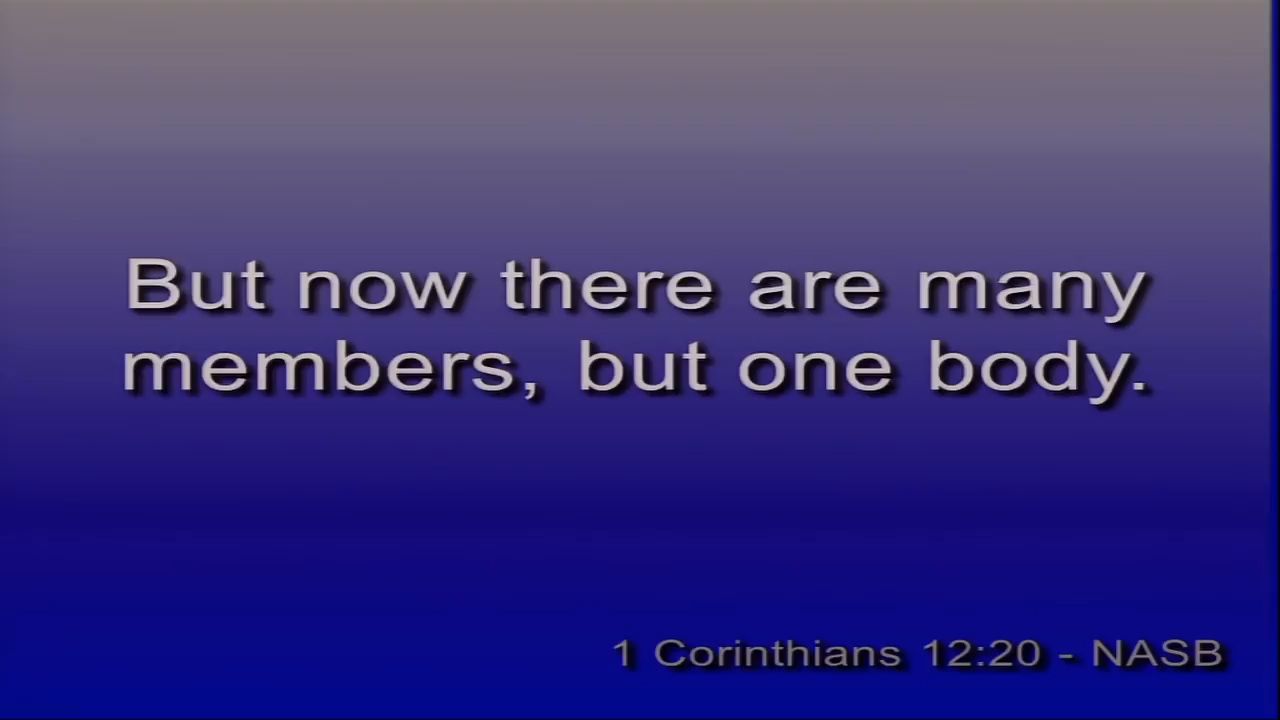 But now there are many
members, but one body.
1 Corinthians 12:20 - NASB